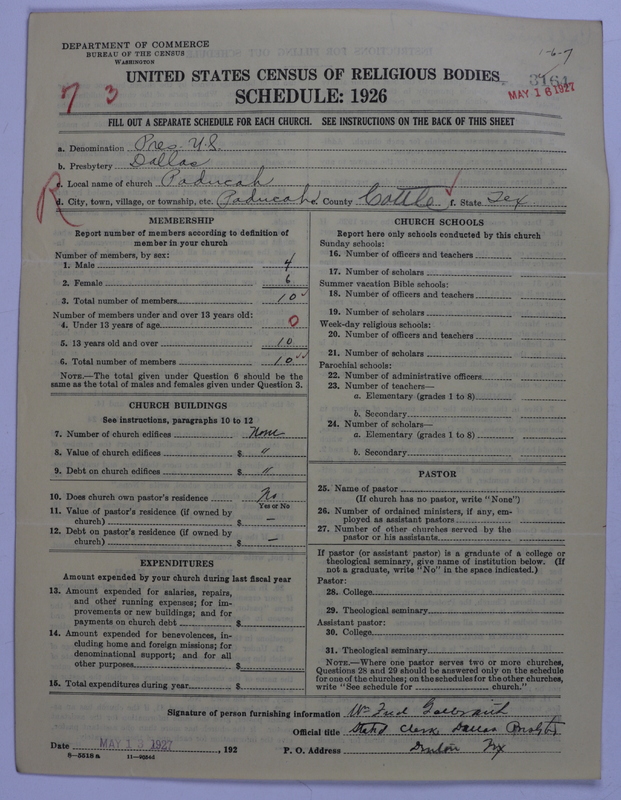 DEPARTMENT OF COMMERCE
BUREAU OF THE CENSUS
WASHINGTON
1-6-7
UNITED STATES CENSUS OF RELIGIOUS BODIES
3164
MAY 16 1927
7 3
SCHEDULE: 1926
FILL OUT A SEPARATE SCHEDULE FOR EACH CHURCH. SEE INSTRUCTIONS ON THE BACK OF THIS SHEET
a. Denomination Pres. U.S.
b. Presbytery Dallas
c. Local name of church Paducah
R d. City, town, village, or township, etc. Paducah e. County Cottle f. State Tex
MEMBERSHIP
Report number of members according to definition of
member in your church
Number of members, by sex:
1. Male 4
2. Female 6
3. Total number of members 10
Number of members under and over 13 years old:
4. Under 13 years of age 0
5. 13 years old and over 10
6. Total number of members 10
NOTE.—The total given under Question 6 should be the
same as the total of males and females given under Question 3.
CHURCH BUILDINGS
See instructions, paragraphs 10 to 12
7. Number of church edifices None
8. Value of church edifices $ "
9. Debt on church edifices $ "
10. Does church own pastor's residence No
Yes or No
11. Value of pastor's residence (if owned by
church) $ —
12. Debt on pastor's residence (if owned by
church) $ —
EXPENDITURES
Amount expended by your church during last fiscal year
13. Amount expended for salaries, repairs,
and other running expenses; for im-
provements or new buildings; and for
payments on church debt $
14. Amount expended for benevolences, in-
cluding home and foreign missions; for
denominational support; and for all
other purposes $
15. Total expenditures during year $
CHURCH SCHOOLS
Report here only schools conducted by this church
Sunday schools:
16. Number of officers and teachers
17. Number of scholars
Summer vacation Bible schools:
18. Number of officers and teachers
19. Number of scholars
Week-day religious schools:
20. Number of officers and teachers
21. Number of scholars
Parochial schools:
22. Number of administrative officers
23. Number of teachers—
a. Elementary (grades 1 to 8)
b. Secondary
24. Number of scholars—
a. Elementary (grades 1 to 8)
b. Secondary
PASTOR
25. Name of pastor
(If church has no pastor, write "None")
26. Number of ordained ministers, if any, em-
ployed as assistant pastors
27. Number of other churches served by the
pastor or his assistants
If pastor (or assistant pastor) is a graduate of a college or
theological seminary, give name of institution below. (If
not a graduate, write "No" in the space indicated.)
Pastor:
28. College
29. Theological seminary
Assistant pastor:
30. College
31. Theological seminary
NOTE.—Where one pastor serves two or more churches,
Questions 28 and 29 should be answered only on the schedule
for one of the churches; on the schedules for the other churches,
write "See schedule for church."
Signature of person furnishing information Wm Fred Galbraith
Official title Stated Clerk Dallas Presbytery
Date MAY 13 1927, 192
P. O. Address Denton Tex
8—5518 a